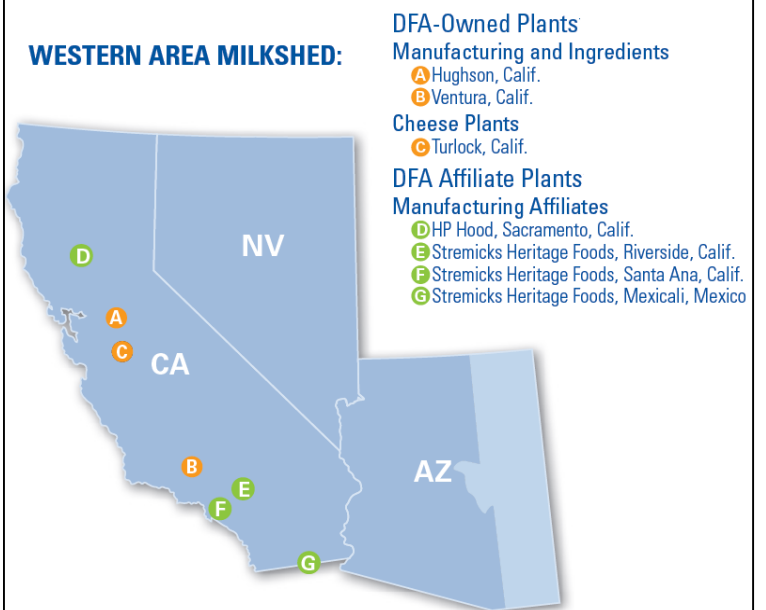 WESTERN AREA MILKSHED:
DFA-Owned Plants
Manufacturing and Ingredients
A Hughson, Calif.
B Ventura, Calif.
Cheese Plants
C Turlock, Calif.
DFA Affiliate Plants
Manufacturing Affiliates
D HP Hood, Sacramento, Calif.
E Stremicks Heritage Foods, Riverside, Calif.
F Stremicks Heritage Foods, Santa Ana, Calif.
G Stremicks Heritage Foods, Mexicali, Mexico
NV
D
A
C
CA
B
E
F
AZ
G